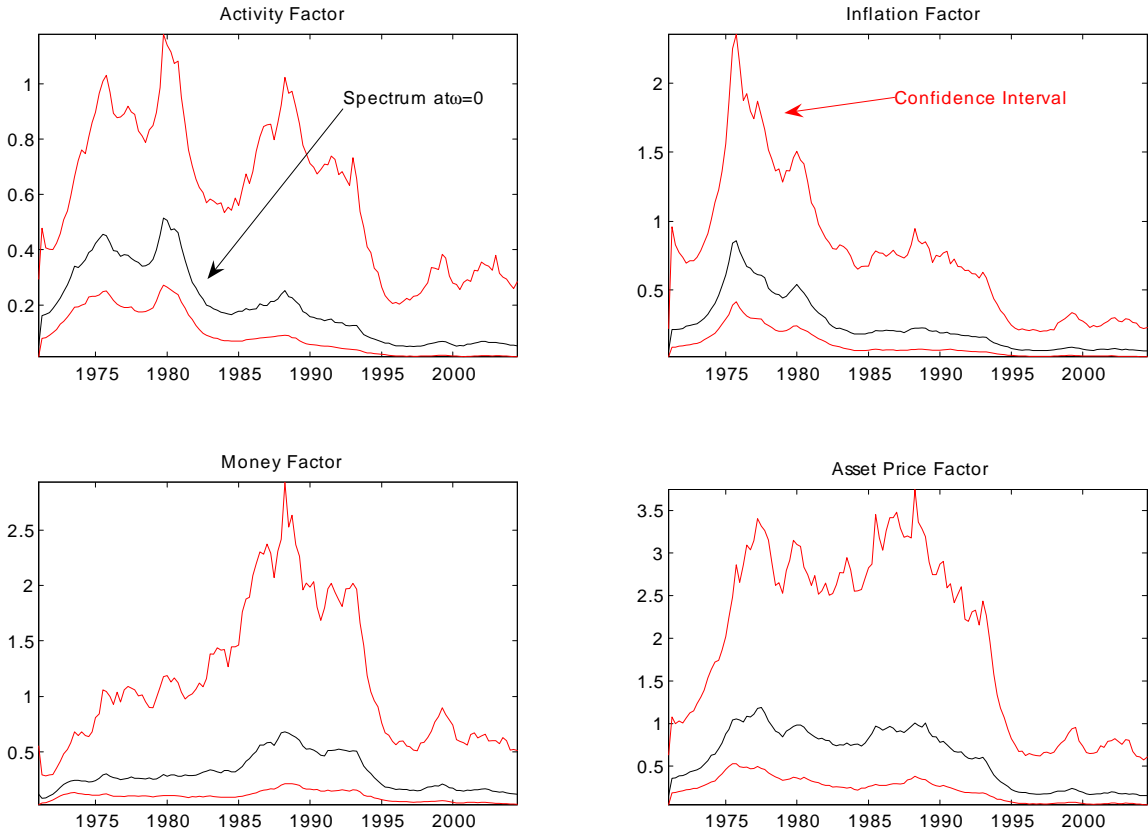 Activity Factor
1
0.8
0.6
0.4
0.2
1975 1980 1985 1990 1995 2000
Spectrum atω=0
Inflation Factor
2
1.5
1
0.5
1975 1980 1985 1990 1995 2000
Confidence Interval
Money Factor
2.5
2
1.5
1
0.5
1975 1980 1985 1990 1995 2000
Asset Price Factor
3.5
3
2.5
2
1.5
1
0.5
1975 1980 1985 1990 1995 2000